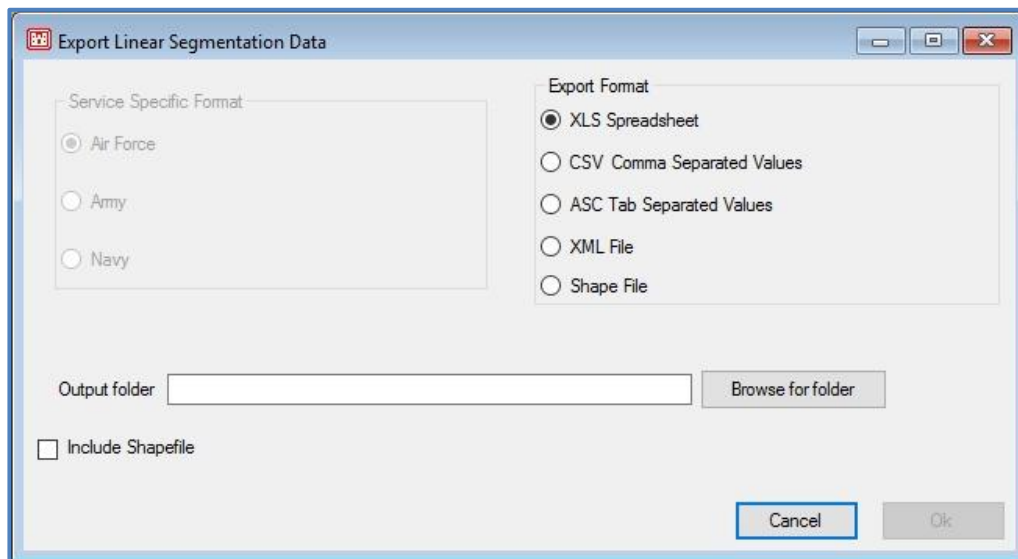 Export Linear Segmentation Data
Service Specific Format
Air Force
Army
Navy
Export Format
XLS Spreadsheet
CSV Comma Separated Values
ASC Tab Separated Values
XML File
Shape File
Output folder
Browse for folder
Include Shapefile
Cancel
Ok